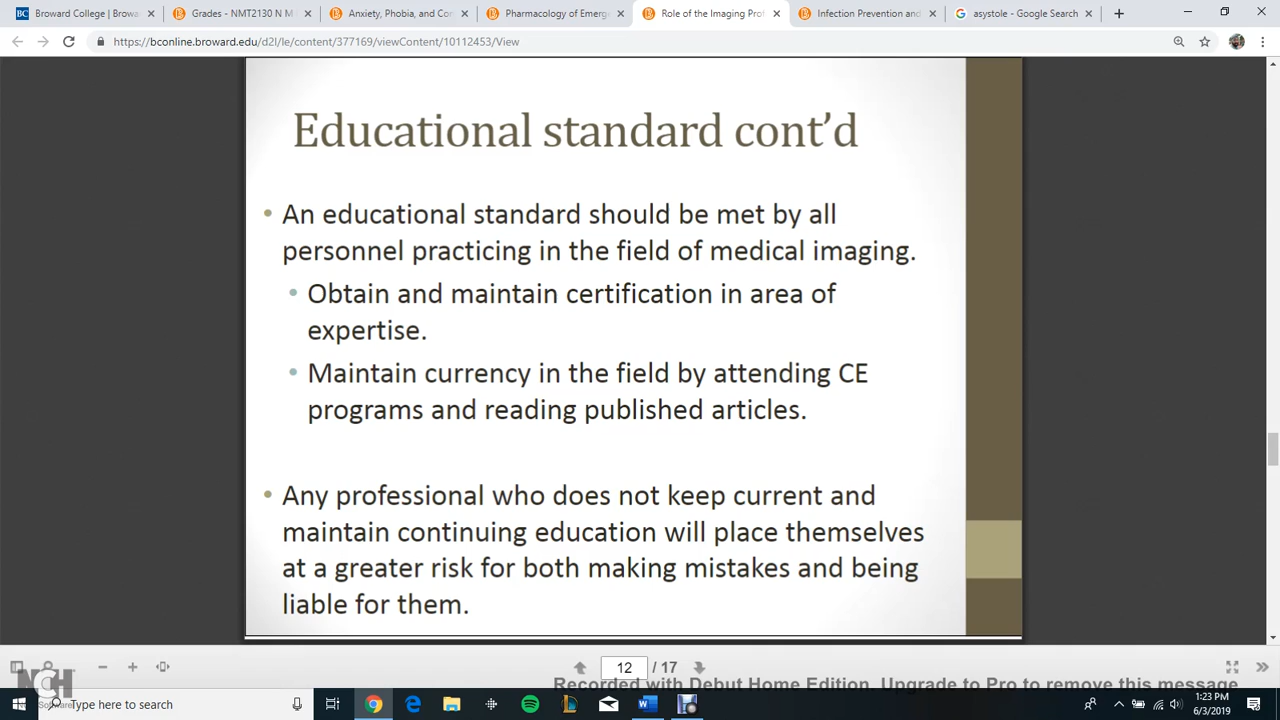 Broward College | Browa
Grades - NMT2130 N M
Anxiety, Phobia, and Con
Pharmacology of Emerg
Role of the Imaging Prof
Infection Prevention and
asystole - Google Search
https://bconline.broward.edu/d2l/le/content/377169/viewContent/10112453/View
Educational standard cont'd
• An educational standard should be met by all
personnel practicing in the field of medical imaging.
• Obtain and maintain certification in area of
expertise.
• Maintain currency in the field by attending CE
programs and reading published articles.
• Any professional who does not keep current and
maintain continuing education will place themselves
at a greater risk for both making mistakes and being
liable for them.
12 / 17
NCH
Software
Recorded with Debut Home Edition. Upgrade to Pro to remove this message
Type here to search
1:23 PM
6/3/2019